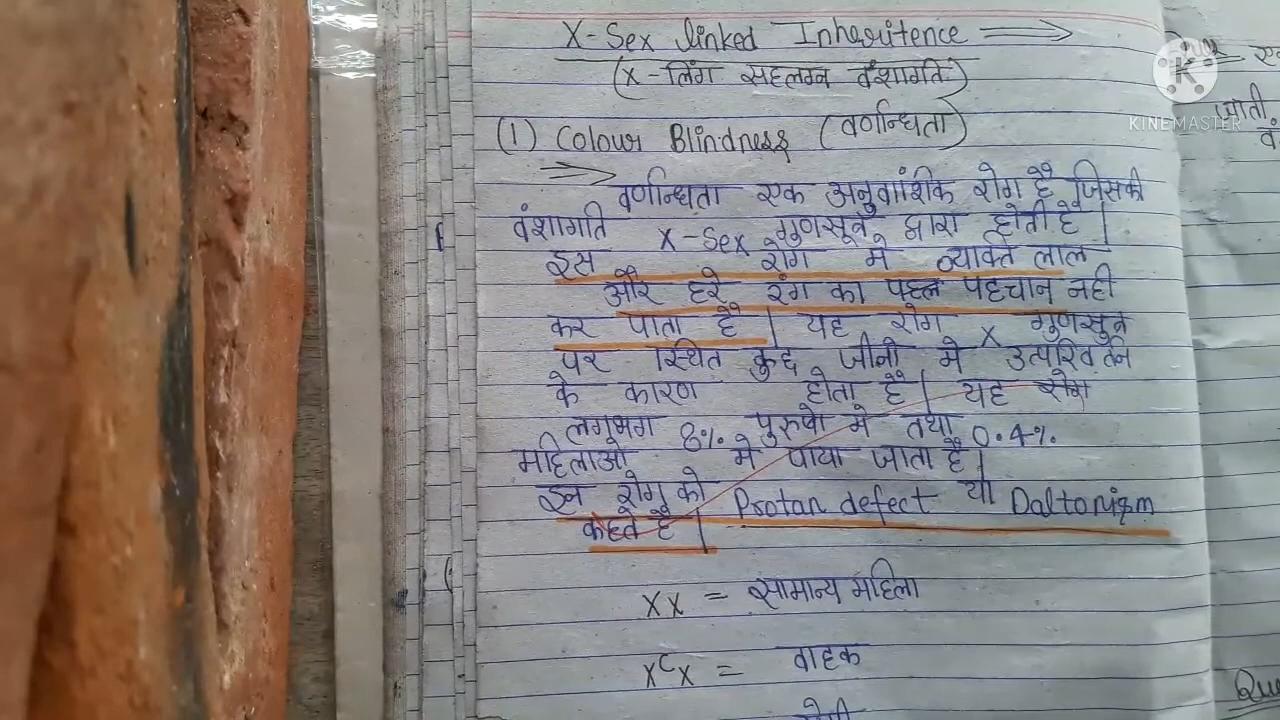 X-Sex linked Inheritence
(X-लिंग सहलग्न वंशागति)
(1) Colour Blindness (वर्णान्धता)
वर्णान्धता एक अनुवांशिक रोग है जिसकी
वंशागति X-Sex गुणसूत्र द्वारा होती है |
इस रोग मे व्यक्ति लाल
और हरे रंग का पहचान नही
कर पाता है | यह रोग X गुणसूत्र
पर स्थित कुछ जीनो मे उत्परिवर्तन
के कारण होता है | यह रोग
लगभग 8% पुरुषो मे तथा 0.4%
महिलाओ मे पाया जाता है |
इस रोग को Protan defect या Daltonism
कहते है |
XX = सामान्य महिला
XᶜX = वाहक
रोगी
KINEMASTER
जाती
Que